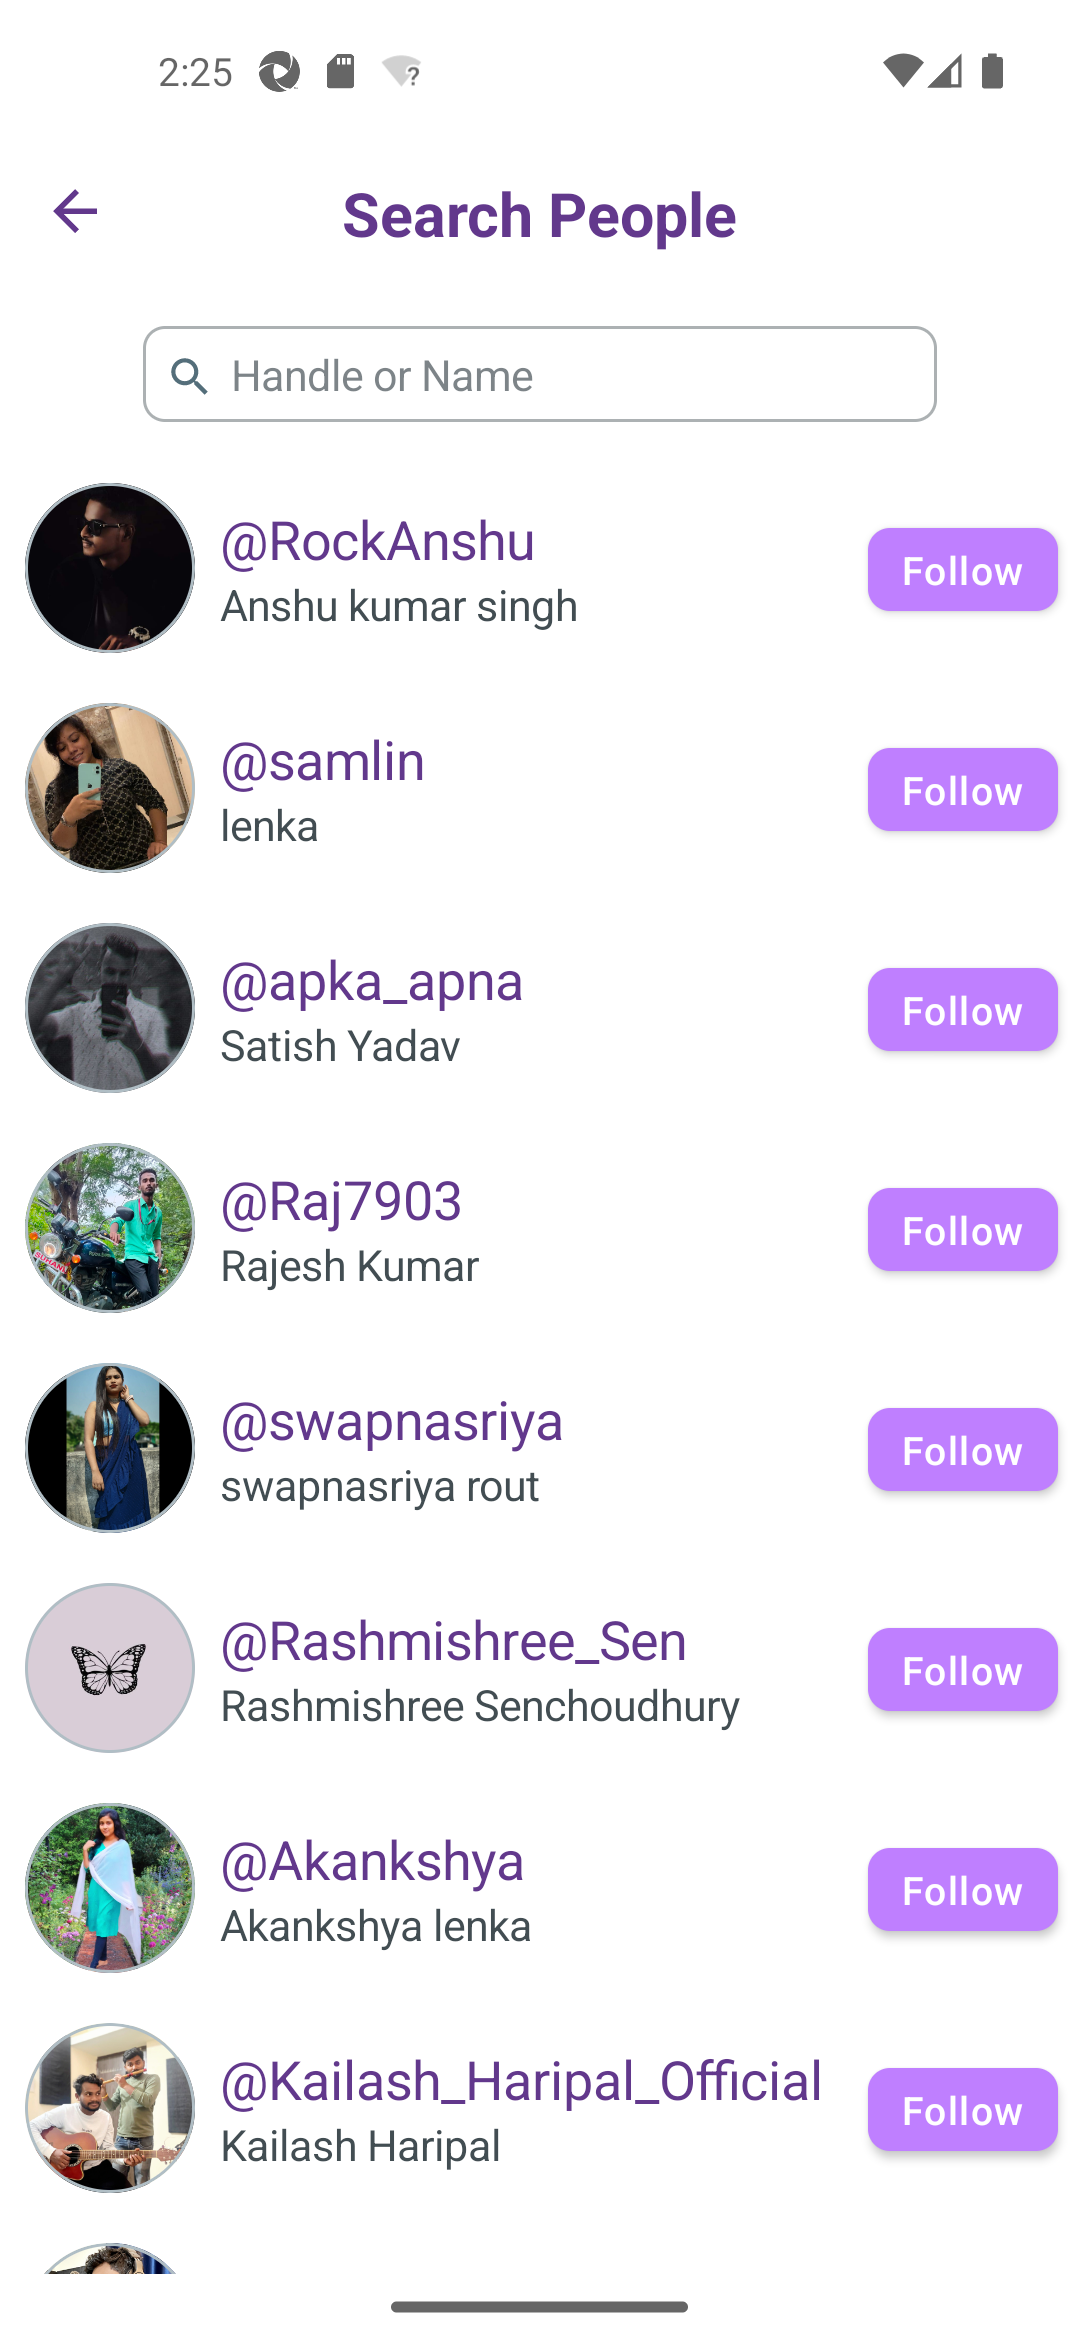 2:25
Search People
Handle or Name
@RockAnshu
Anshu kumar singh
Follow
@samlin
lenka
Follow
@apka_apna
Satish Yadav
Follow
@Raj7903
Rajesh Kumar
Follow
@swapnasriya
swapnasriya rout
Follow
@Rashmishree_Sen
Rashmishree Senchoudhury
Follow
@Akankshya
Akankshya lenka
Follow
@Kailash_Haripal_Official
Kailash Haripal
Follow